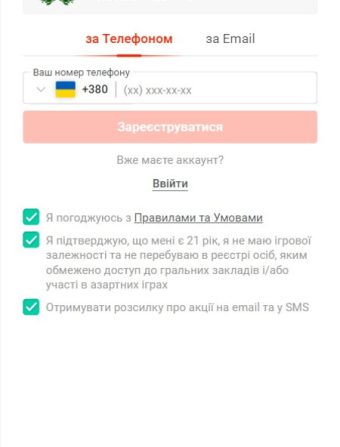 за Телефоном за Email
Ваш номер телефону
+380 (xx) xxx-xx-xx
Зареєструватися
Вже маєте аккаунт?
Ввійти
Я погоджуюсь з Правилами та Умовами
Я підтверджую, що мені є 21 рік, я не маю ігрової
залежності та не перебуваю в реєстрі осіб, яким
обмежено доступ до гральних закладів і/або
участі в азартних іграх
Отримувати розсилку про акції на email та у SMS